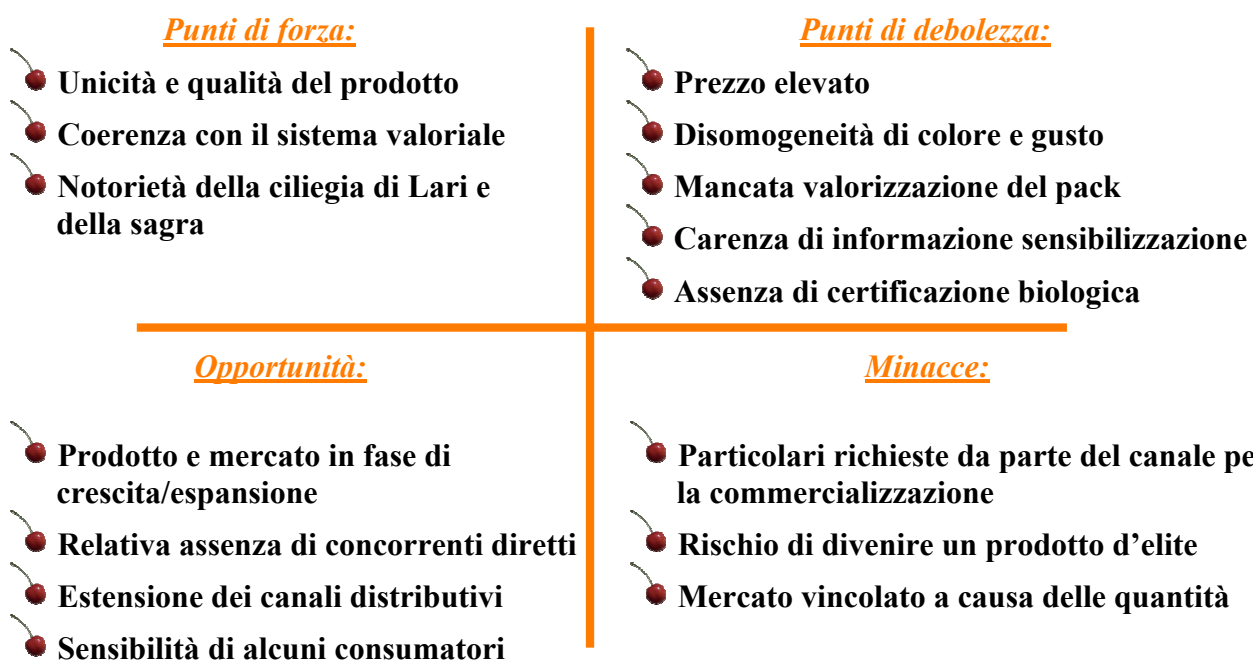 Punti di forza:
Unicità e qualità del prodotto
Coerenza con il sistema valoriale
Notorietà della ciliegia di Lari e
della sagra
Punti di debolezza:
Prezzo elevato
Disomogeneità di colore e gusto
Mancata valorizzazione del pack
Carenza di informazione sensibilizzazione
Assenza di certificazione biologica
Opportunità:
Prodotto e mercato in fase di
crescita/espansione
Relativa assenza di concorrenti diretti
Estensione dei canali distributivi
Sensibilità di alcuni consumatori
Minacce:
Particolari richieste da parte del canale pe
la commercializzazione
Rischio di divenire un prodotto d’elite
Mercato vincolato a causa delle quantità